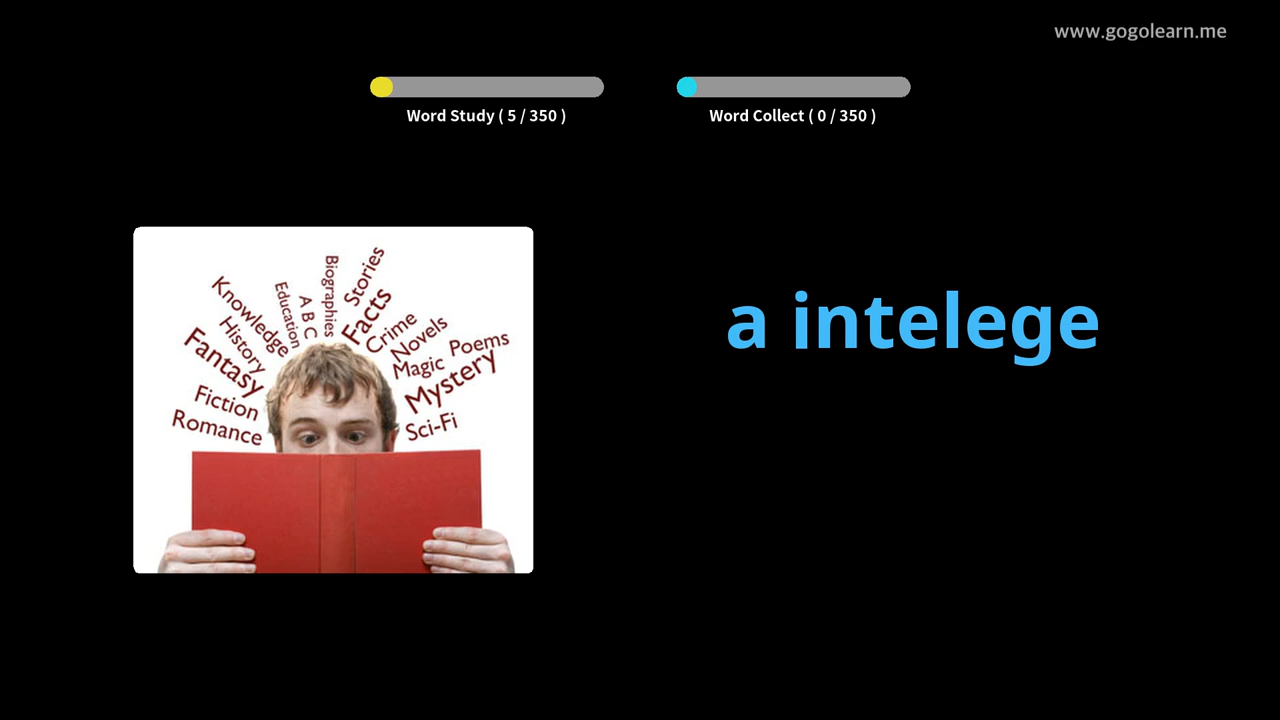 www.gogolearn.me
Word Study ( 5 / 350 )
Word Collect ( 0 / 350 )
a intelege
Biographies
Stories
Education
A B C
Facts
Knowledge
Crime
History
Novels
Poems
Fantasy
Magic
Mystery
Fiction
Romance
Sci-Fi